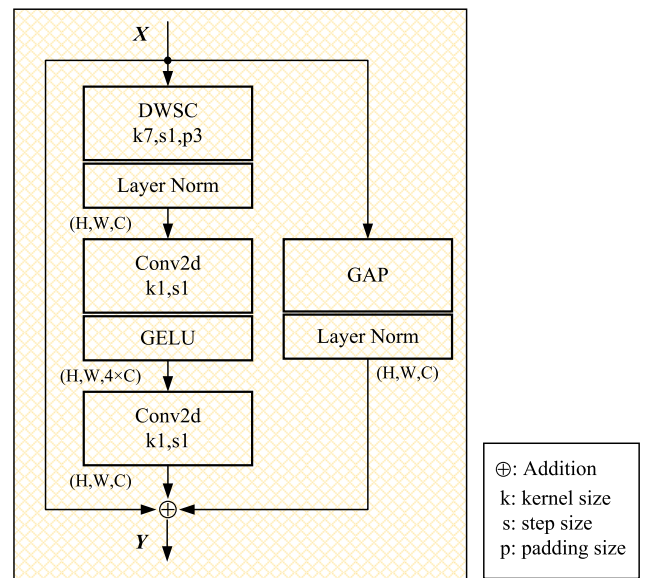 X
DWSC
k7,s1,p3
Layer Norm
(H,W,C)
Conv2d
k1,s1
GELU
(H,W,4×C)
Conv2d
k1,s1
(H,W,C)
Y
GAP
Layer Norm
(H,W,C)
⊕: Addition
k: kernel size
s: step size
p: padding size